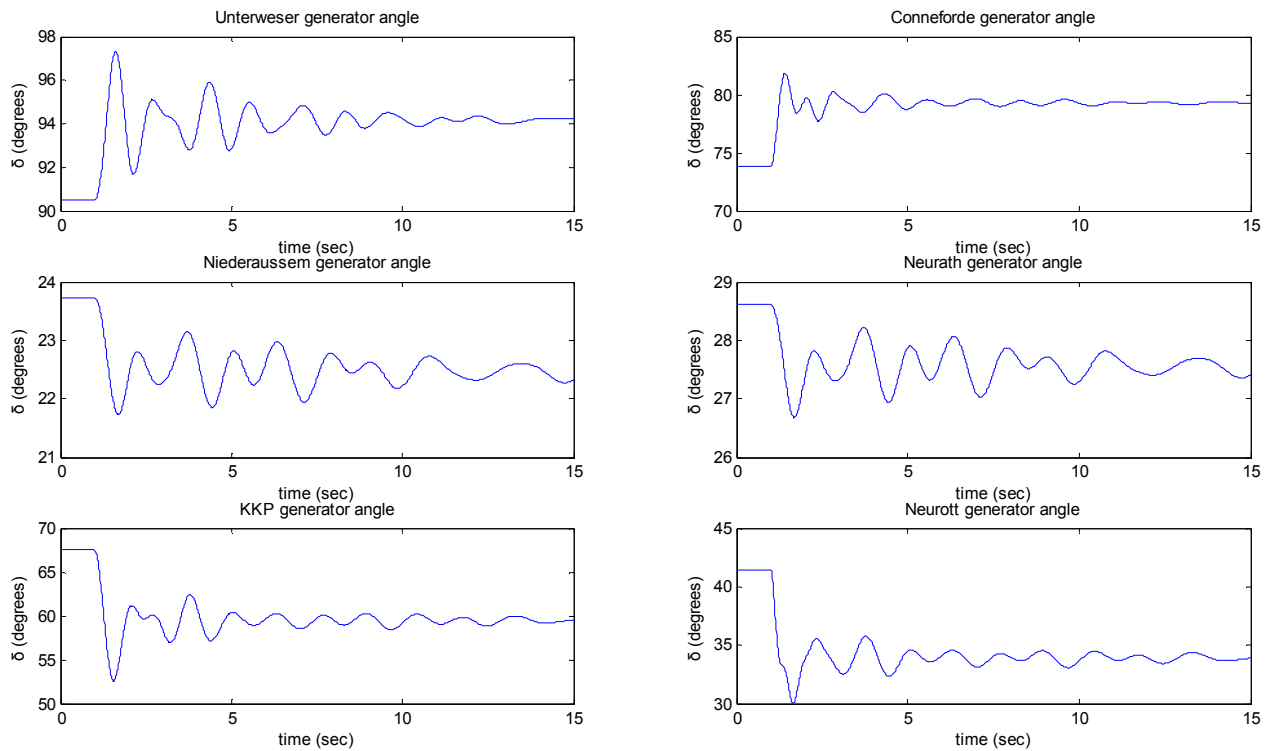 Unterweser generator angle
98
96
94
92
90
δ (degrees)
0 5 10 15
time (sec)
Conneforde generator angle
85
80
75
70
δ (degrees)
0 5 10 15
time (sec)
Niederaussem generator angle
24
23
22
21
δ (degrees)
0 5 10 15
time (sec)
Neurath generator angle
29
28
27
26
δ (degrees)
0 5 10 15
time (sec)
KKP generator angle
70
65
60
55
50
δ (degrees)
0 5 10 15
time (sec)
Neurott generator angle
45
40
35
30
δ (degrees)
0 5 10 15
time (sec)